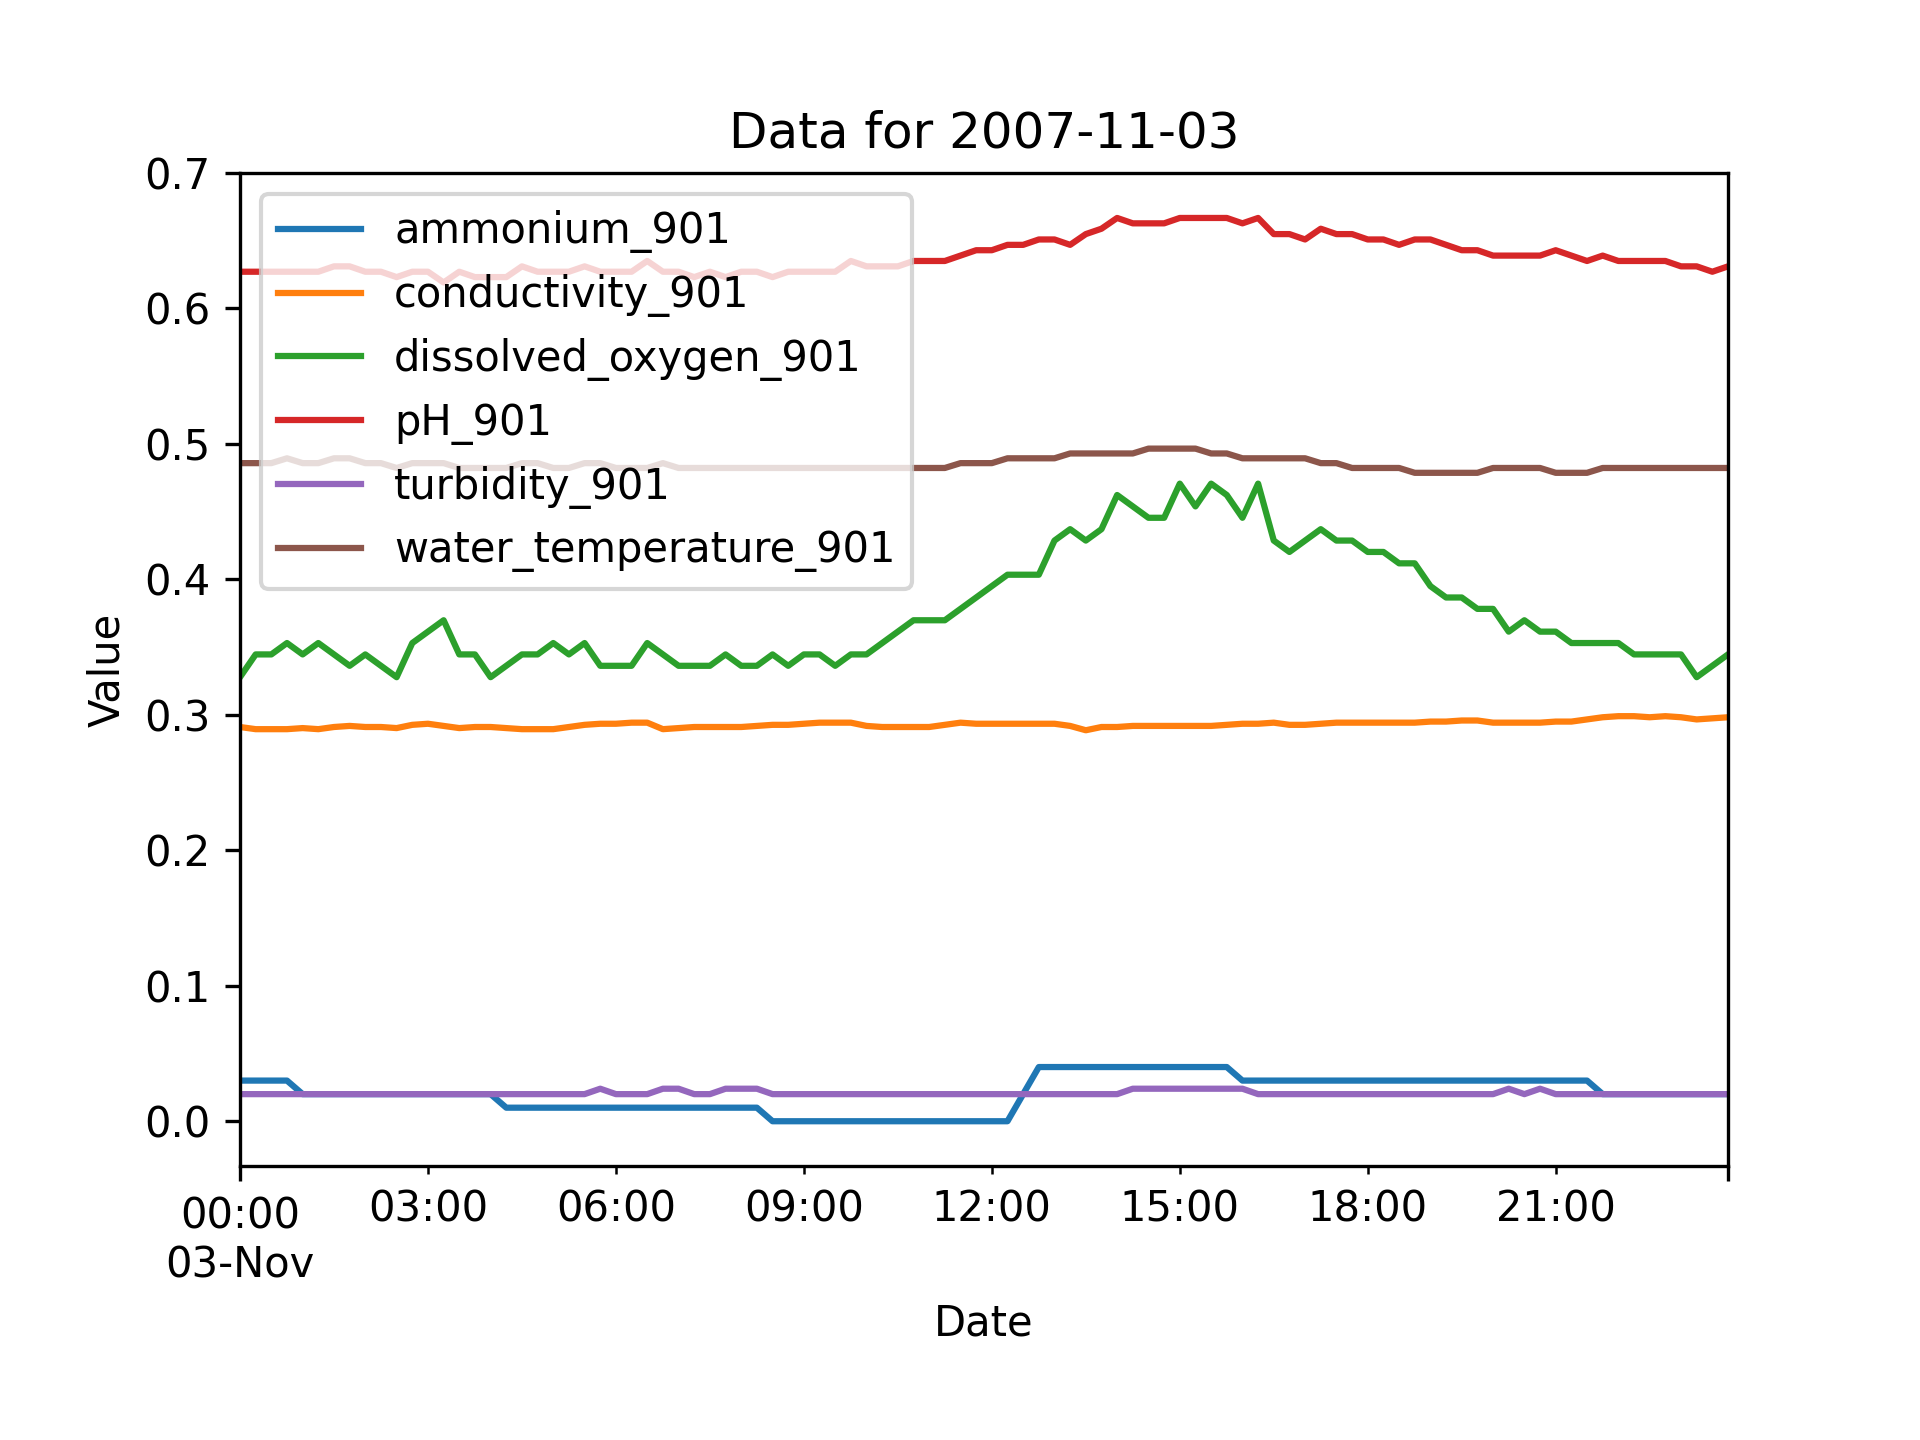 Data for 2007-11-03
0.7
0.6
0.5
0.4
0.3
0.2
0.1
0.0
Value
ammonium_901
conductivity_901
dissolved_oxygen_901
pH_901
turbidity_901
water_temperature_901
00:00 03:00 06:00 09:00 12:00 15:00 18:00 21:00
03-Nov
Date